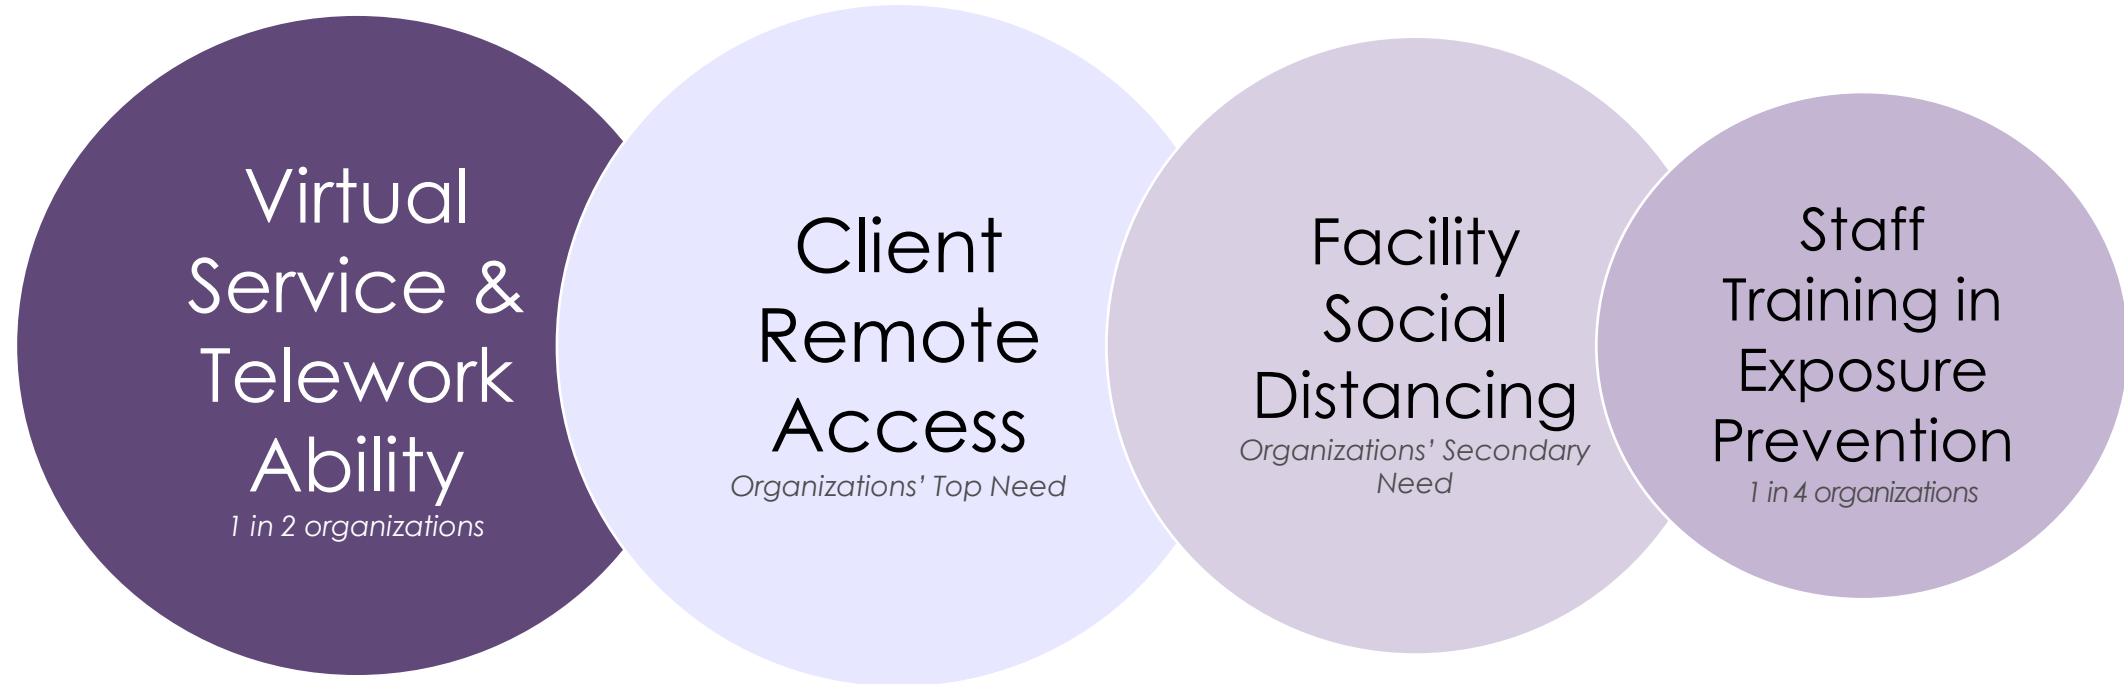 Virtual
Service &
Telework
Ability
1 in 2 organizations
Client
Remote
Access
Organizations’ Top Need
Facility
Social
Distancing
Organizations’ Secondary
Need
Staff
Training in
Exposure
Prevention
1 in 4 organizations